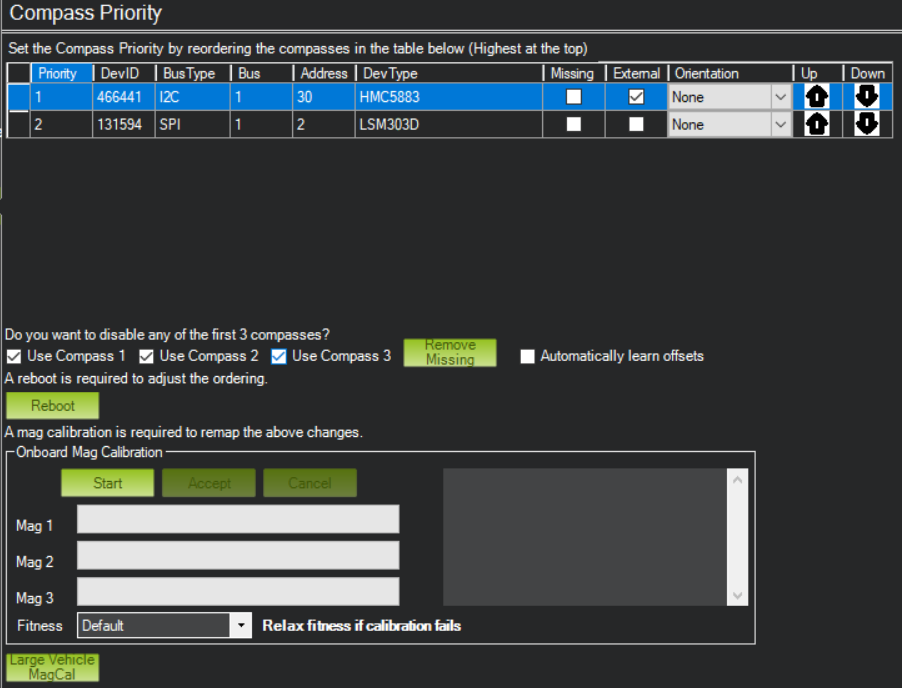 Compass Priority
Set the Compass Priority by reordering the compasses in the table below (Highest at the top)
Priority DevID BusType Bus Address DevType Missing External Orientation Up Down
1 466441 I2C 1 30 HMC5883 None
2 131594 SPI 1 2 LSM303D None
Do you want to disable any of the first 3 compasses?
Use Compass 1 Use Compass 2 Use Compass 3 Remove Missing Automatically learn offsets
A reboot is required to adjust the ordering.
Reboot
A mag calibration is required to remap the above changes.
Onboard Mag Calibration
Start Accept Cancel
Mag 1
Mag 2
Mag 3
Fitness Default Relax fitness if calibration fails
Large Vehicle
MagCal